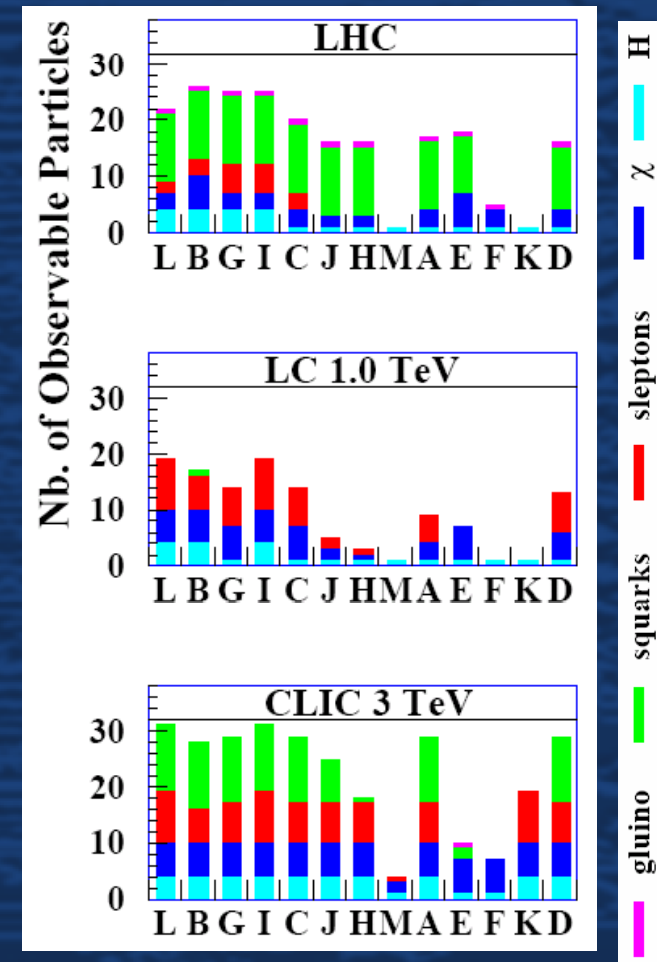 Nb. of Observable Particles
LHC
30
20
10
0
L B G I C J H M A E F K D
LC 1.0 TeV
30
20
10
0
L B G I C J H M A E F K D
CLIC 3 TeV
30
20
10
0
L B G I C J H M A E F K D
gluino squarks sleptons χ H